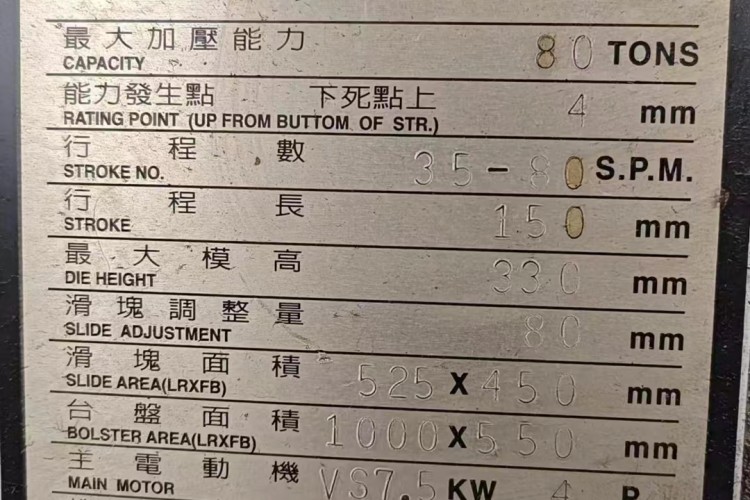 最大加壓能力
CAPACITY 80 TONS
能力發生點 下死點上
RATING POINT (UP FROM BUTTOM OF STR.) 4 mm
行程數
STROKE NO. 35-80 S.P.M.
行程長
STROKE 150 mm
最大模高
DIE HEIGHT 330 mm
滑塊調整量
SLIDE ADJUSTMENT 80 mm
滑塊面積
SLIDE AREA(LRXFB) 525 X 450 mm
台盤面積
BOLSTER AREA(LRXFB) 1000 X 550 mm
主電動機
MAIN MOTOR VS7.5 KW 4 P